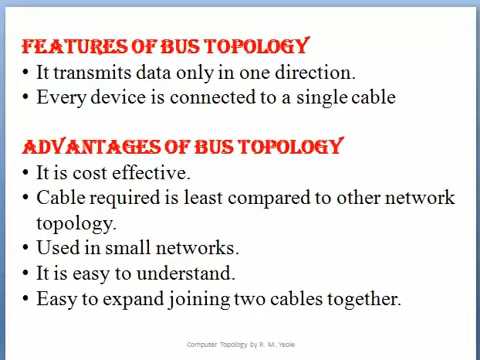 FEATURES OF BUS TOPOLOGY
• It transmits data only in one direction.
• Every device is connected to a single cable
ADVANTAGES OF BUS TOPOLOGY
• It is cost effective.
• Cable required is least compared to other network
topology.
• Used in small networks.
• It is easy to understand.
• Easy to expand joining two cables together.
Computer Topology by R. M. Yeole